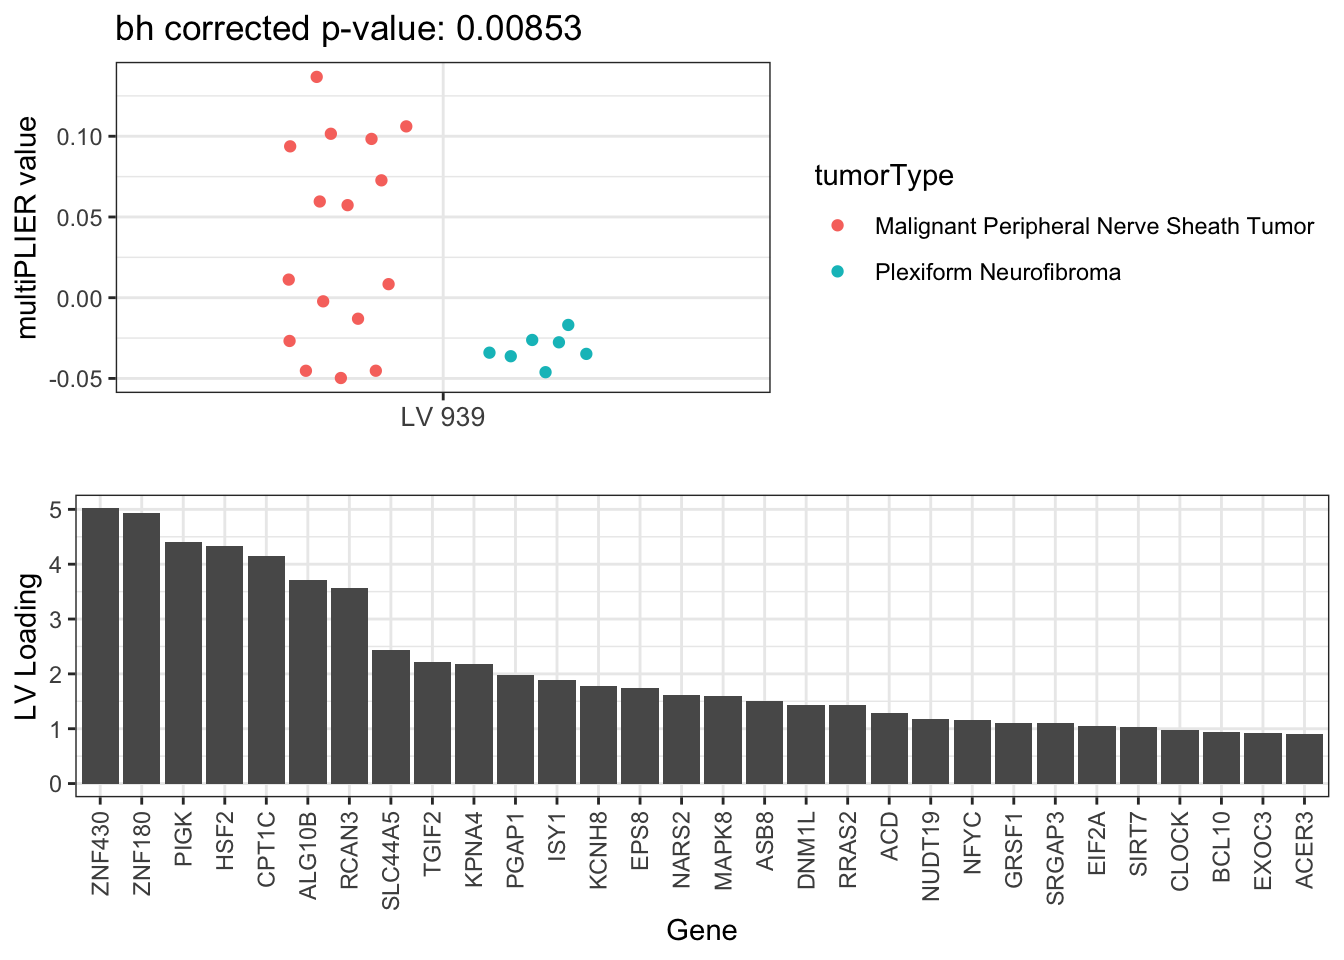 bh corrected p-value: 0.00853
multiPLIER value
0.10
0.05
0.00
-0.05
LV 939
tumorType
Malignant Peripheral Nerve Sheath Tumor
Plexiform Neurofibroma
LV Loading
5
4
3
2
1
0
ZNF430
ZNF180
PIGK
HSF2
CPT1C
ALG10B
RCAN3
SLC44A5
TGIF2
KPNA4
PGAP1
ISY1
KCNH8
EPS8
NARS2
MAPK8
ASB8
DNM1L
RRAS2
ACD
NUDT19
NFYC
GRSF1
SRGAP3
EIF2A
SIRT7
CLOCK
BCL10
EXOC3
ACER3
Gene